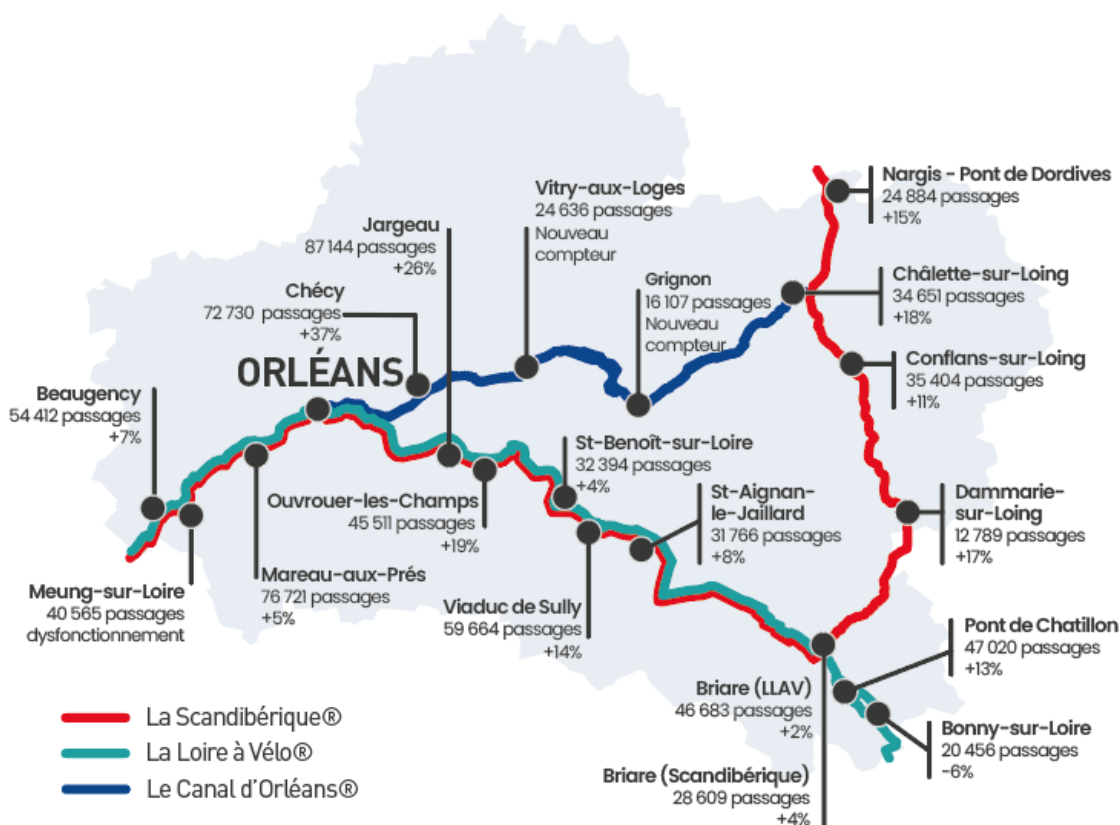 Nargis - Pont de Dordives
24 884 passages
+15%
Vitry-aux-Loges
24 636 passages
Nouveau
compteur
Jargeau
87 144 passages
+26%
Châlette-sur-Loing
34 651 passages
+18%
Grignon
16 107 passages
Nouveau
compteur
Chécy
72 730 passages
+37%
ORLÉANS
Conflans-sur-Loing
35 404 passages
+11%
Beaugency
54 412 passages
+7%
St-Benoît-sur-Loire
32 394 passages
+4%
St-Aignan-
le-Jaillard
31 766 passages
+8%
Ouvrouer-les-Champs
45 511 passages
+19%
Dammarie-
sur-Loing
12 789 passages
+17%
Meung-sur-Loire
40 565 passages
dysfonctionnement
Mareau-aux-Prés
76 721 passages
+5%
Viaduc de Sully
59 664 passages
+14%
Pont de Chatillon
47 020 passages
+13%
Briare (LLAV)
46 683 passages
+2%
Bonny-sur-Loire
20 456 passages
-6%
Briare (Scandibérique)
28 609 passages
+4%
La Scandibérique®
La Loire à Vélo®
Le Canal d'Orléans®